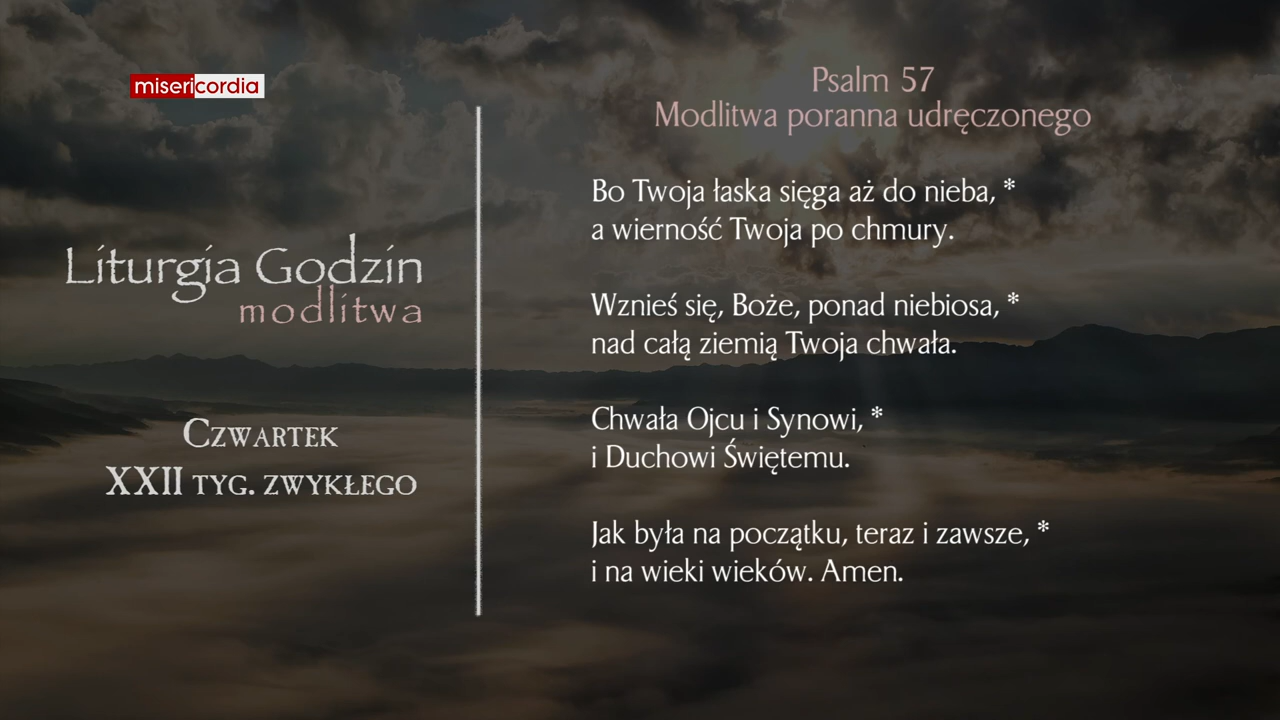 misericordia
Liturgia Godzin
modlitwa
Czwartek
XXII tyg. zwykłego
Psalm 57
Modlitwa poranna udręczonego
Bo Twoja łaska sięga aż do nieba, *
a wierność Twoja po chmury.
Wznieś się, Boże, ponad niebiosa, *
nad całą ziemią Twoja chwała.
Chwała Ojcu i Synowi, *
i Duchowi Świętemu.
Jak była na początku, teraz i zawsze, *
i na wieki wieków. Amen.